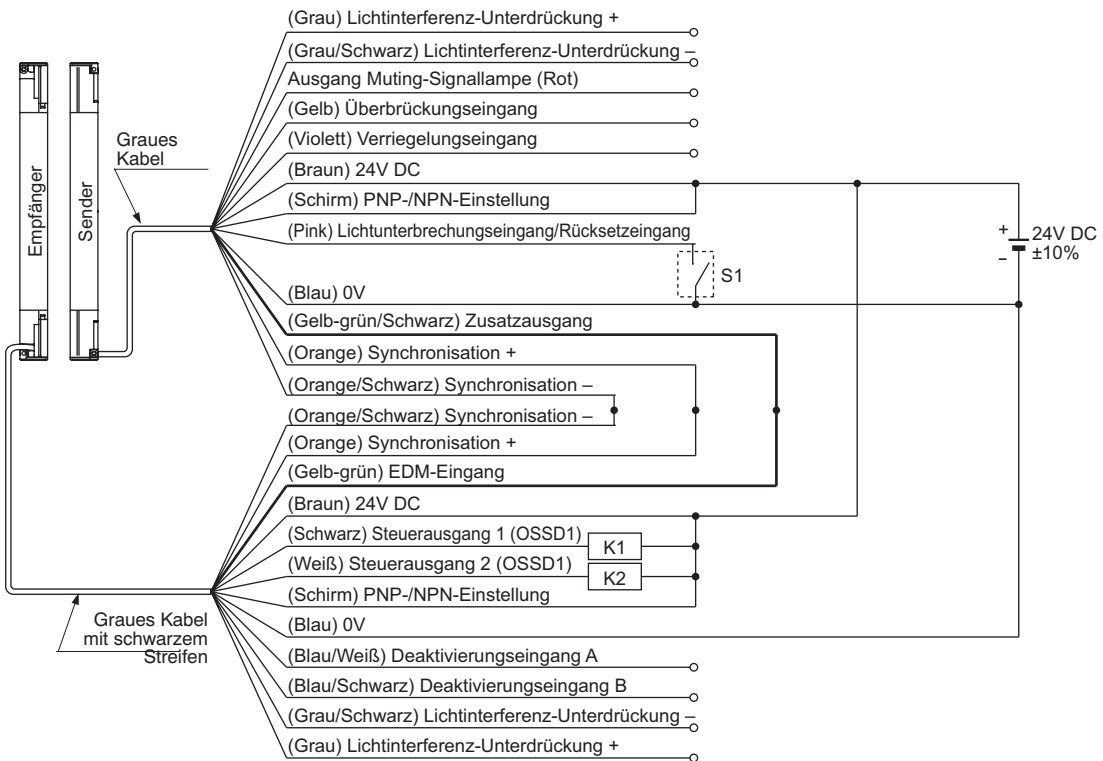 (Grau) Lichtinterferenz-Unterdrückung +
(Grau/Schwarz) Lichtinterferenz-Unterdrückung –
Ausgang Muting-Signallampe (Rot)
(Gelb) Überbrückungseingang
(Violett) Verriegelungseingang
(Braun) 24V DC
(Schirm) PNP-/NPN-Einstellung
(Pink) Lichtunterbrechungseingang/Rücksetzeingang
Graues
Kabel
Empfänger
Sender
+
–
24V DC
±10%
S1
(Blau) 0V
(Gelb-grün/Schwarz) Zusatzausgang
(Orange) Synchronisation +
(Orange/Schwarz) Synchronisation –
(Orange/Schwarz) Synchronisation –
(Orange) Synchronisation +
(Gelb-grün) EDM-Eingang
(Braun) 24V DC
(Schwarz) Steuerausgang 1 (OSSD1)
K1
(Weiß) Steuerausgang 2 (OSSD1)
K2
(Schirm) PNP-/NPN-Einstellung
(Blau) 0V
Graues Kabel
mit schwarzem
Streifen
(Blau/Weiß) Deaktivierungseingang A
(Blau/Schwarz) Deaktivierungseingang B
(Grau/Schwarz) Lichtinterferenz-Unterdrückung –
(Grau) Lichtinterferenz-Unterdrückung +